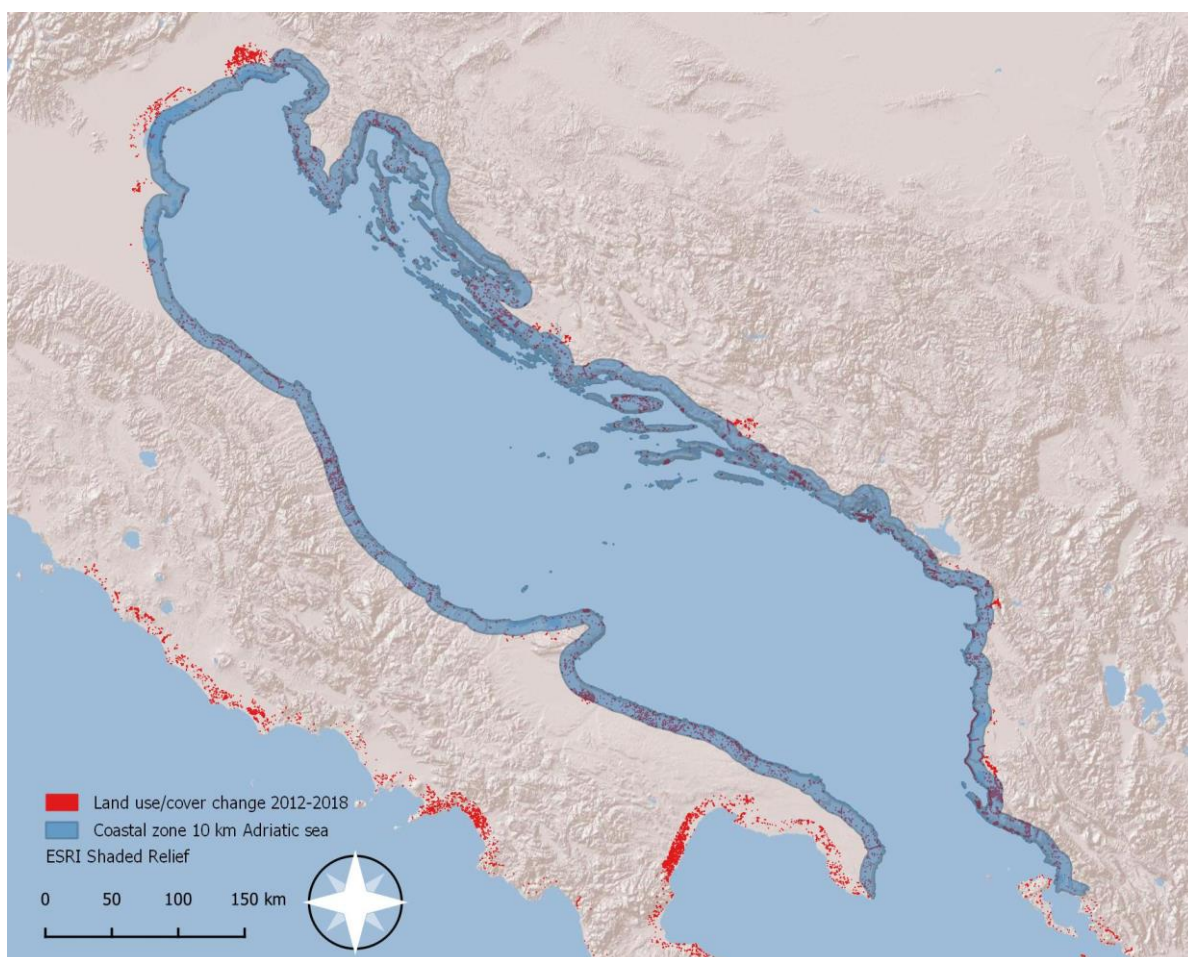 Land use/cover change 2012-2018
Coastal zone 10 km Adriatic sea
ESRI Shaded Relief
0 50 100 150 km